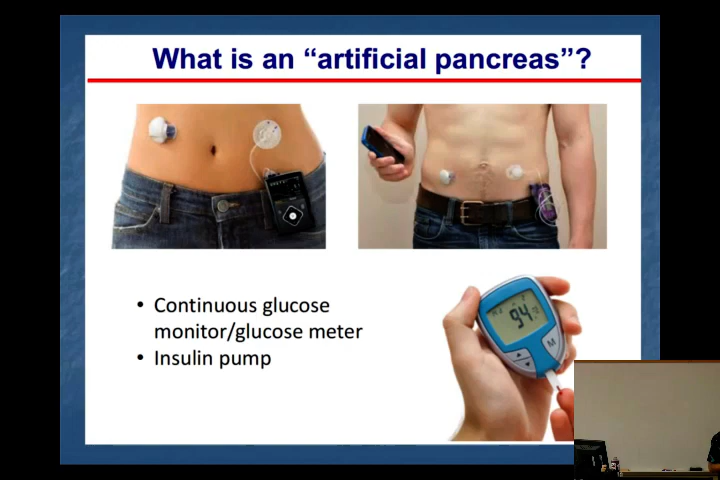 What is an “artificial pancreas”?
• Continuous glucose
monitor/glucose meter
• Insulin pump
94
M